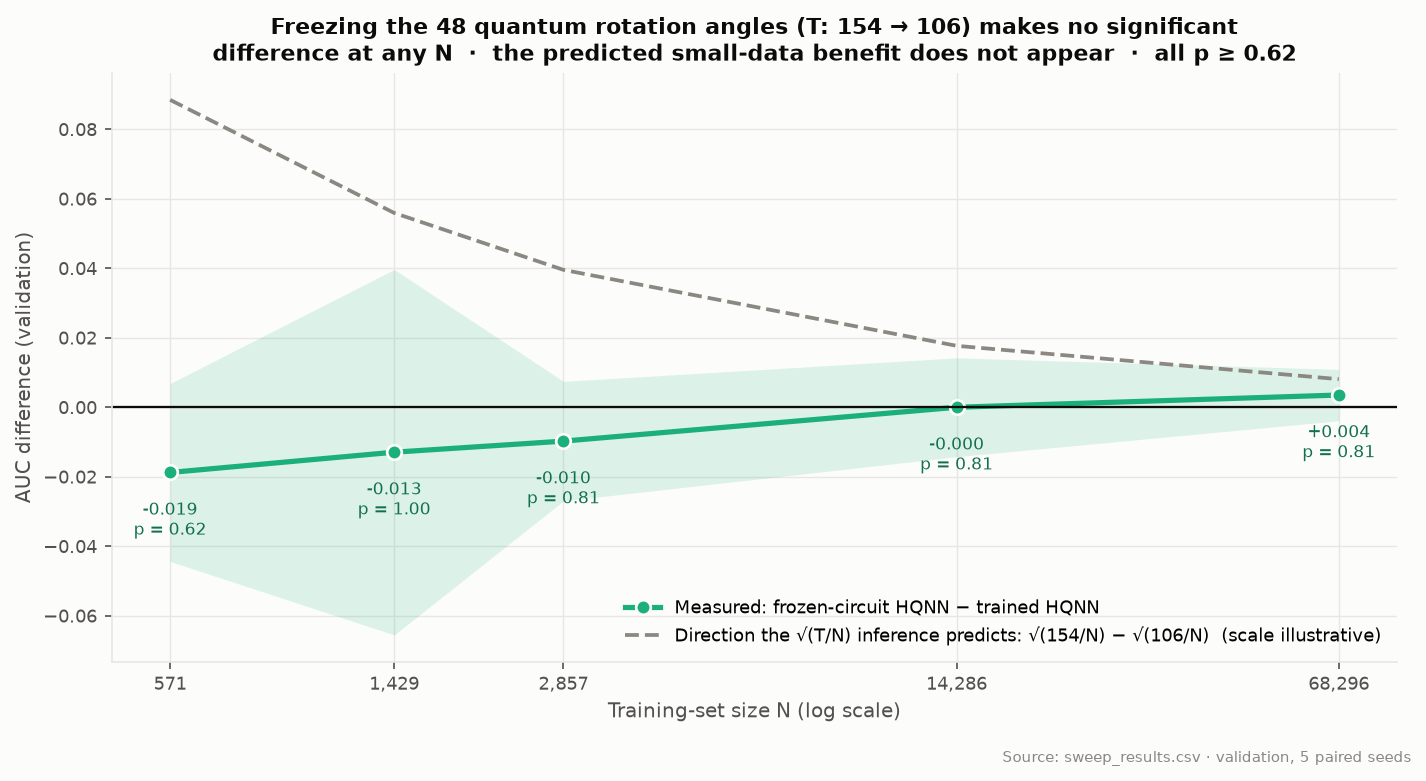 Freezing the 48 quantum rotation angles (T: 154 → 106) makes no significant
difference at any N · the predicted small-data benefit does not appear · all p ≥ 0.62
AUC difference (validation)
0.08
0.06
0.04
0.02
0.00
−0.02
−0.04
−0.06
-0.019
p = 0.62
-0.013
p = 1.00
-0.010
p = 0.81
-0.000
p = 0.81
+0.004
p = 0.81
Measured: frozen-circuit HQNN − trained HQNN
Direction the √(T/N) inference predicts: √(154/N) − √(106/N) (scale illustrative)
571
1,429
2,857
14,286
68,296
Training-set size N (log scale)
Source: sweep_results.csv · validation, 5 paired seeds